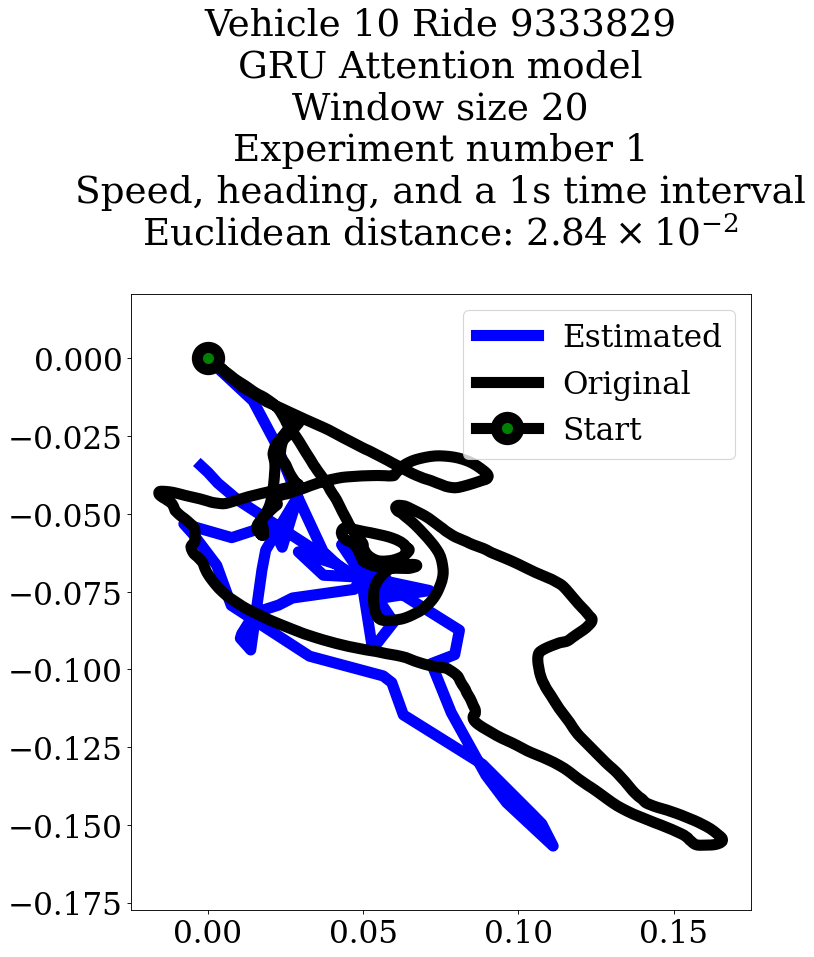 Vehicle 10 Ride 9333829
GRU Attention model
Window size 20
Experiment number 1
Speed, heading, and a 1s time interval
Euclidean distance: 2.84 × 10⁻²
Estimated
Original
Start
0.000
−0.025
−0.050
−0.075
−0.100
−0.125
−0.150
−0.175
0.00 0.05 0.10 0.15